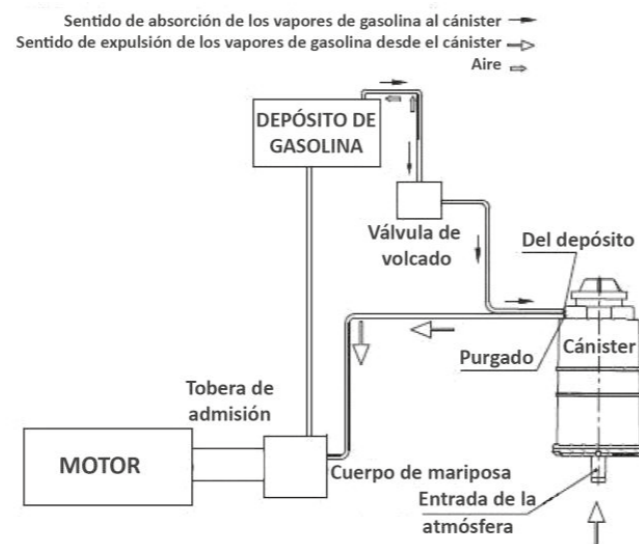 Sentido de absorción de los vapores de gasolina al cánister
Sentido de expulsión de los vapores de gasolina desde el cánister
Aire
DEPÓSITO DE
GASOLINA
Válvula de
volcado
Del depósito
Purgado
Cánister
Tobera de
admisión
MOTOR
Cuerpo de mariposa
Entrada de la
atmósfera